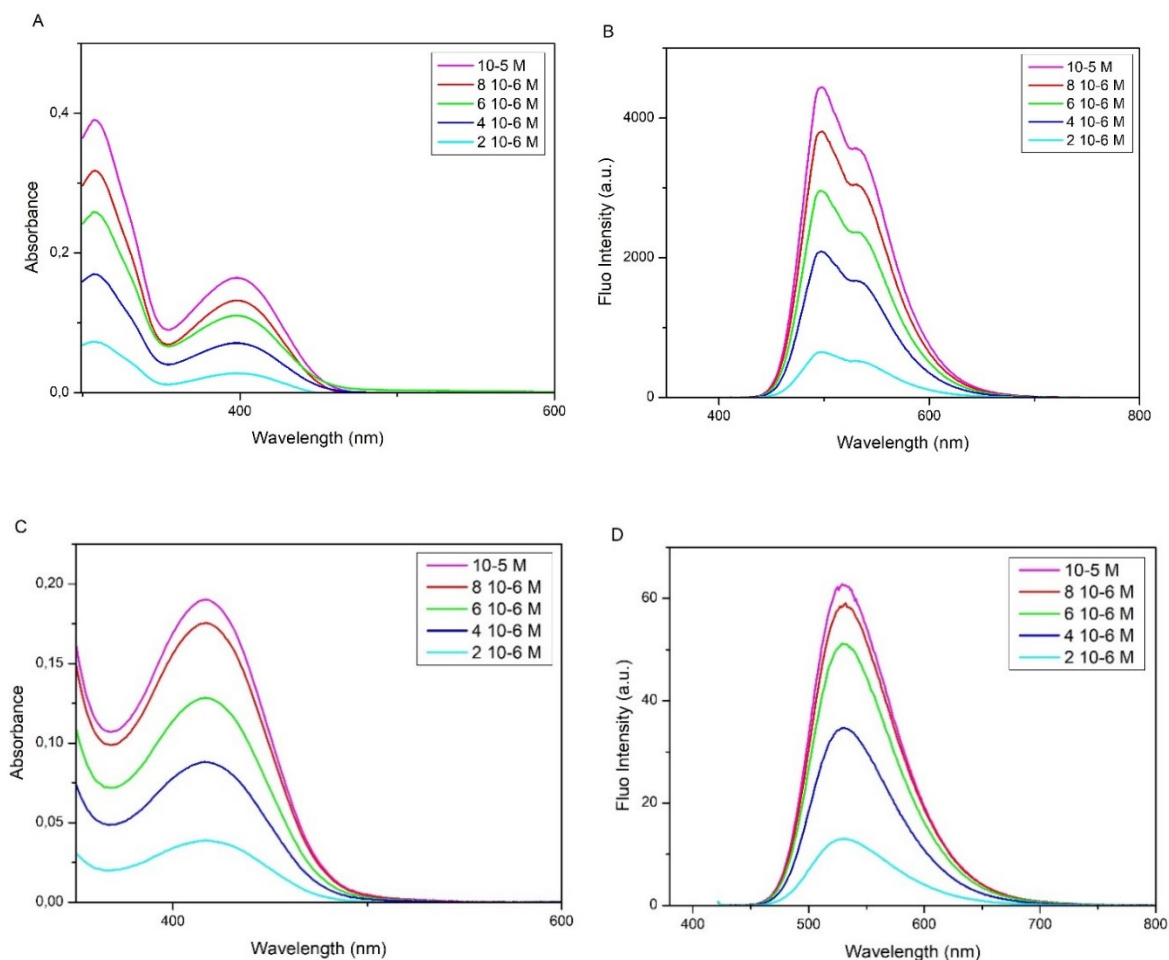 A
10-5 M
8 10-6 M
6 10-6 M
4 10-6 M
2 10-6 M
0,4
0,2
0,0
400
600
Absorbance
Wavelength (nm)
B
10-5 M
8 10-6 M
6 10-6 M
4 10-6 M
2 10-6 M
4000
2000
0
400
500
600
800
Fluo Intensity (a.u.)
Wavelength (nm)
C
10-5 M
8 10-6 M
6 10-6 M
4 10-6 M
2 10-6 M
0,20
0,15
0,10
0,05
0,00
400
600
Absorbance
Wavelength (nm)
D
10-5 M
8 10-6 M
6 10-6 M
4 10-6 M
2 10-6 M
60
40
20
0
400
500
600
700
800
Fluo Intensity (a.u.)
Wavelength (nm)